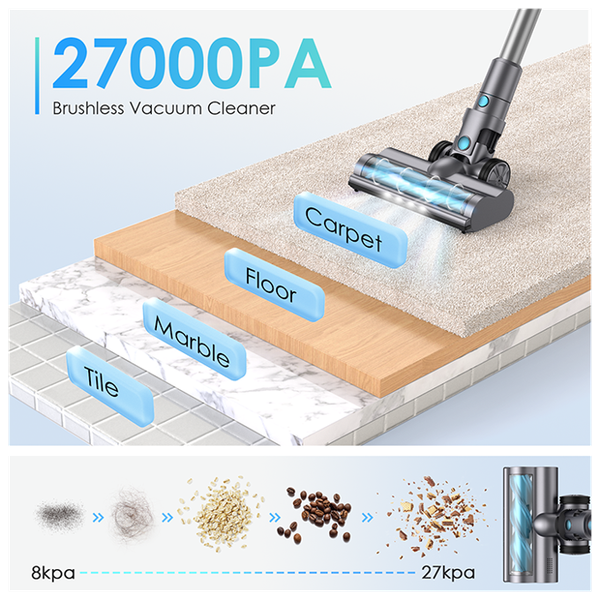 27000PA
Brushless Vacuum Cleaner
Carpet
Floor
Marble
Tile
8kpa
27kpa